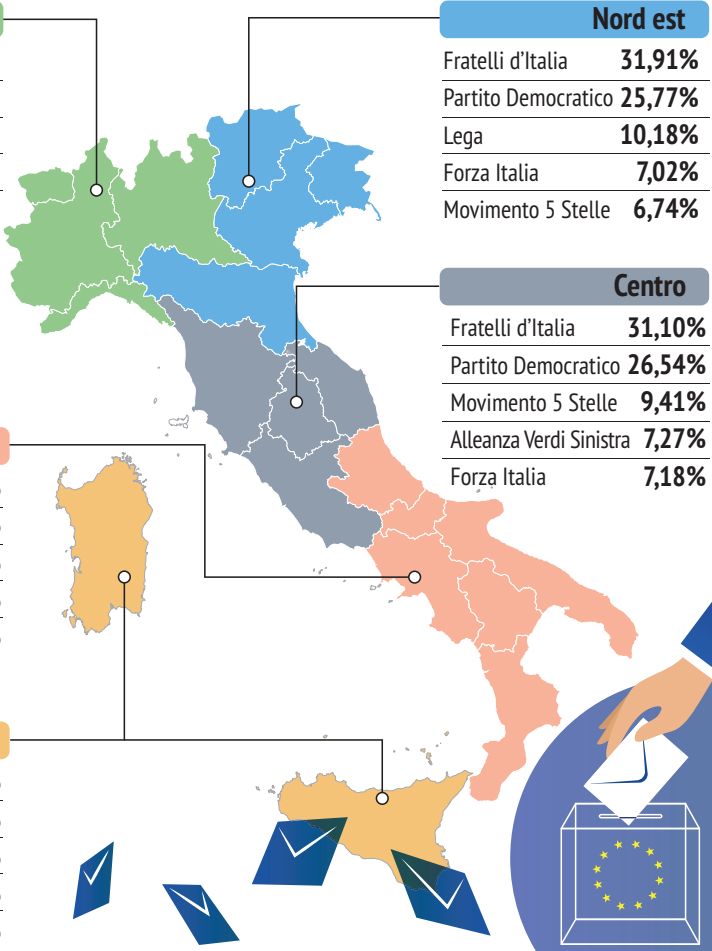 Nord est
Fratelli d'Italia 31,91%
Partito Democratico 25,77%
Lega 10,18%
Forza Italia 7,02%
Movimento 5 Stelle 6,74%
Centro
Fratelli d'Italia 31,10%
Partito Democratico 26,54%
Movimento 5 Stelle 9,41%
Alleanza Verdi Sinistra 7,27%
Forza Italia 7,18%